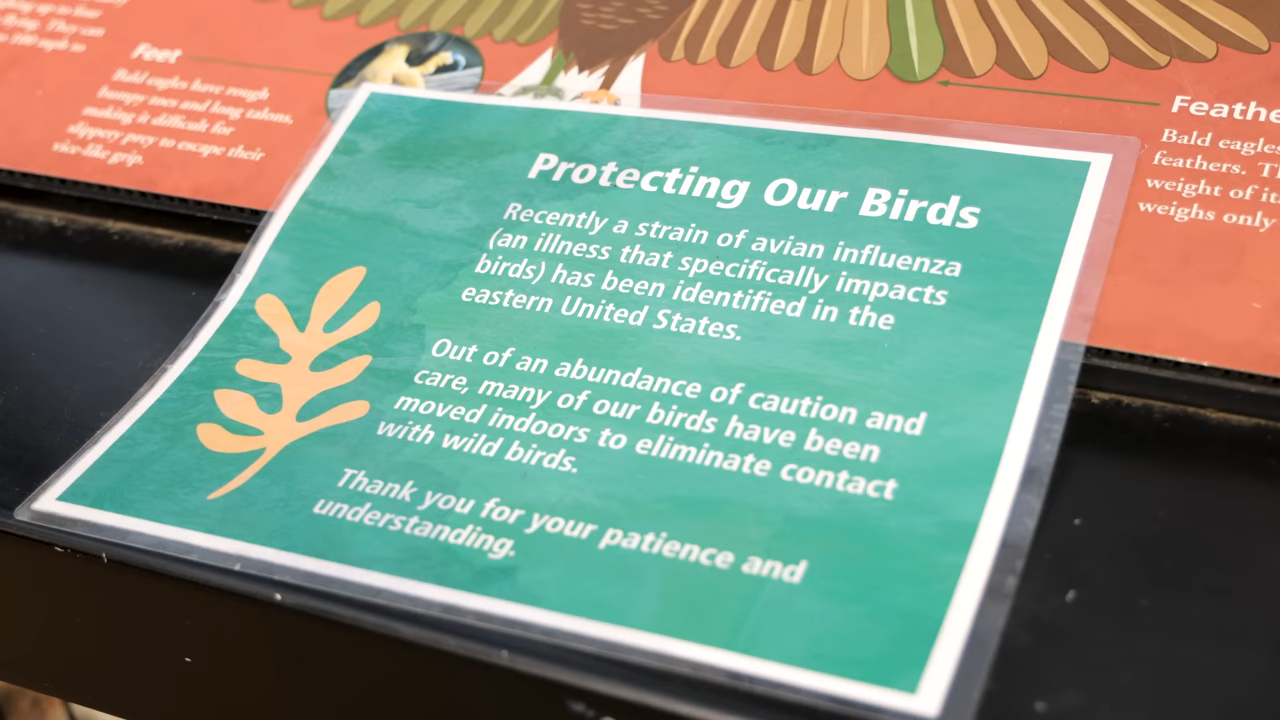 flying. They can
Feet
Bald eagles have rough
bumpy toes and long talons,
making it difficult for
slippery prey to escape their
vice-like grip.
Protecting Our Birds
Recently a strain of avian influenza
(an illness that specifically impacts
birds) has been identified in the
eastern United States.
Out of an abundance of caution and
care, many of our birds have been
moved indoors to eliminate contact
with wild birds.
Thank you for your patience and
understanding.
Feathe
Bald eagles
feathers. Th
weight of it
weighs only